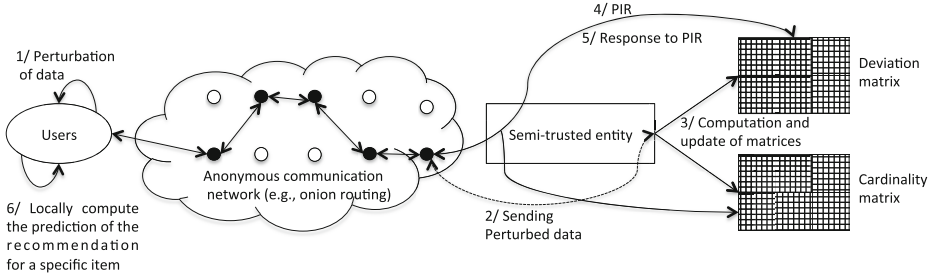 1/ Perturbation
of data
Users
6/ Locally compute
the prediction of the
recommendation
for a specific item
Anonymous communication
network (e.g., onion routing)
4/ PIR
5/ Response to PIR
Semi-trusted entity
2/ Sending
Perturbed data
3/ Computation and
update of matrices
Deviation
matrix
Cardinality
matrix